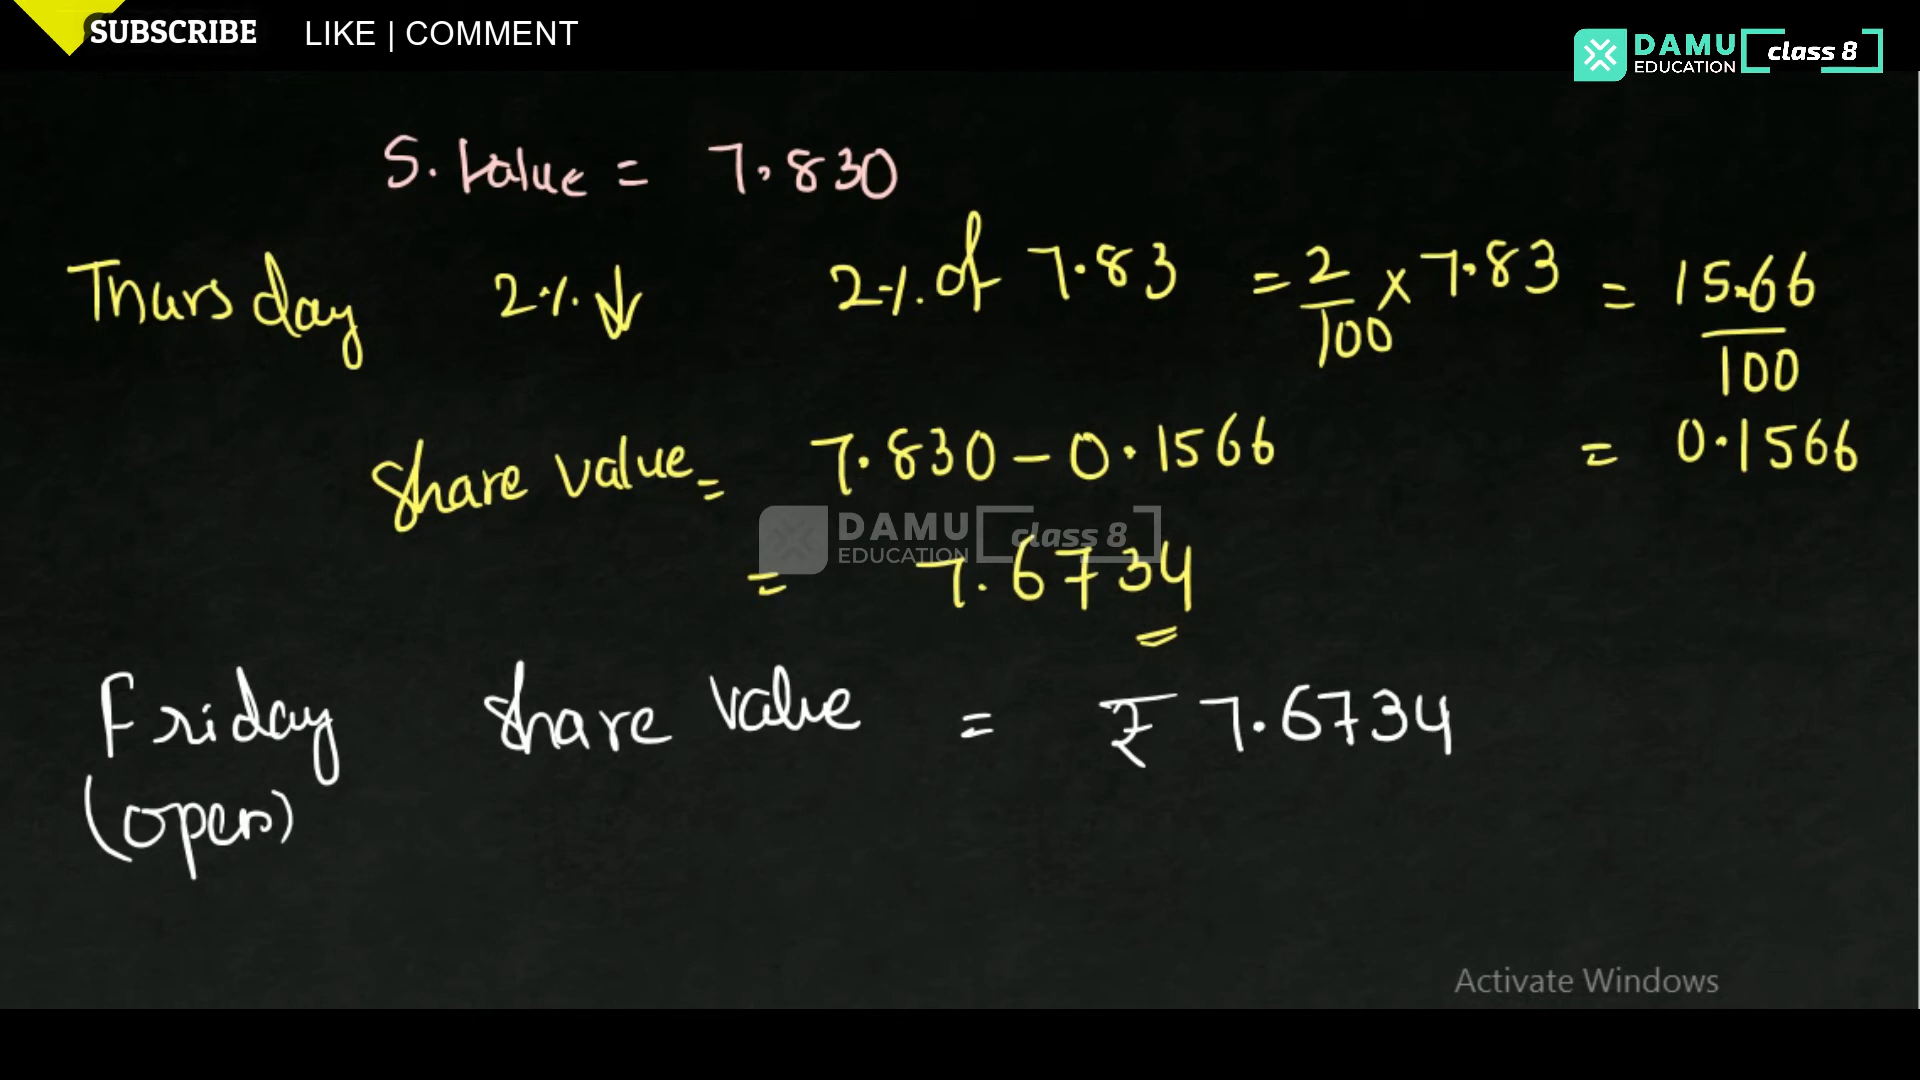 SUBSCRIBE LIKE | COMMENT
DAMU EDUCATION class 8
S. Value = 7.830
Thursday 2%↓ 2% of 7.83 = 2/100 × 7.83 = 15.66/100
Share value = 7.830 – 0.1566 = 0.1566
DAMU EDUCATION class 8
= 7.6734
Friday Share value = ₹ 7.6734
(open)
Activate Windows